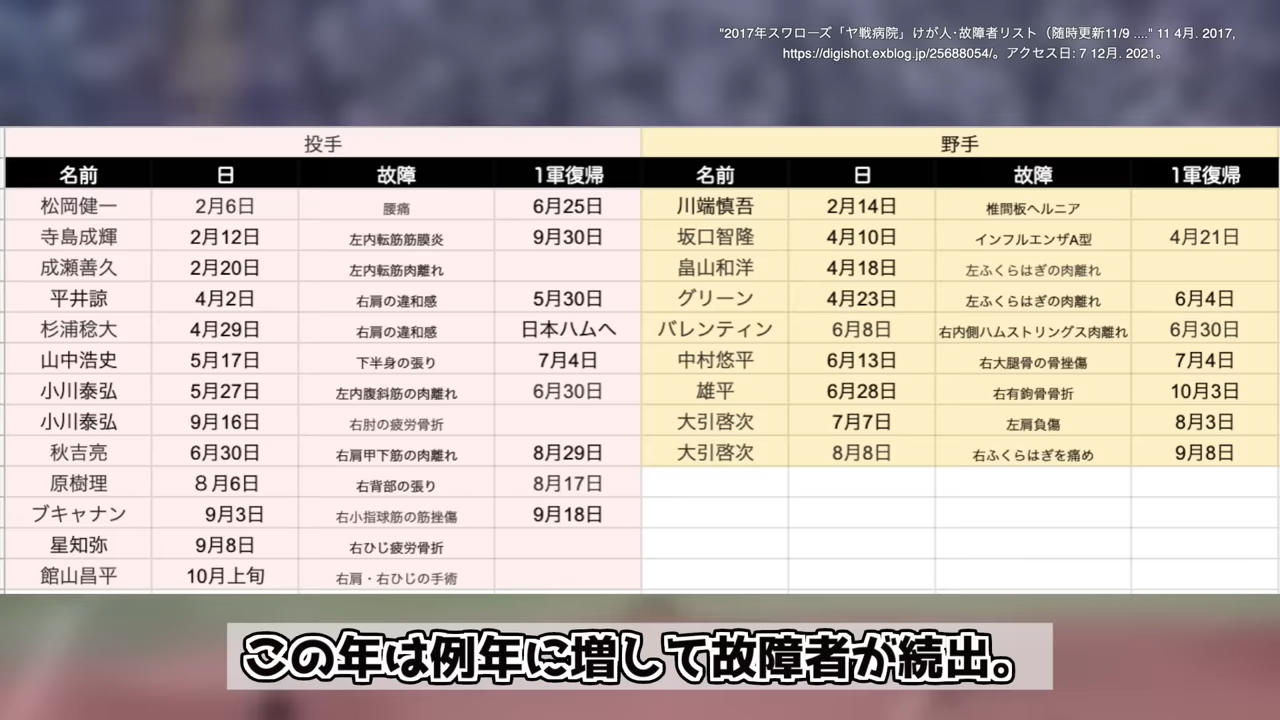 "2017年スワローズ「ヤ戦病院」けが人･故障者リスト（随時更新11/9 ...." 11 4月. 2017,
https://digishot.exblog.jp/25688054/。アクセス日: 7 12月. 2021。
投手 野手
名前 日 故障 1軍復帰 名前 日 故障 1軍復帰
松岡健一 2月6日 腰痛 6月25日 川端慎吾 2月14日 椎間板ヘルニア
寺島成輝 2月12日 左内転筋筋膜炎 9月30日 坂口智隆 4月10日 インフルエンザA型 4月21日
成瀬善久 2月20日 左内転筋肉離れ 畠山和洋 4月18日 左ふくらはぎの肉離れ
平井諒 4月2日 右肩の違和感 5月30日 グリーン 4月23日 左ふくらはぎの肉離れ 6月4日
杉浦稔大 4月29日 右肩の違和感 日本ハムへ バレンティン 6月8日 右内側ハムストリングス肉離れ 6月30日
山中浩史 5月17日 下半身の張り 7月4日 中村悠平 6月13日 右大腿骨の骨挫傷 7月4日
小川泰弘 5月27日 左内腹斜筋の肉離れ 6月30日 雄平 6月28日 右有鉤骨骨折 10月3日
小川泰弘 9月16日 右肘の疲労骨折 大引啓次 7月7日 左肩負傷 8月3日
秋吉亮 6月30日 右肩甲下筋の肉離れ 8月29日 大引啓次 8月8日 右ふくらはぎを痛め 9月8日
原樹理 ８月6日 右背部の張り 8月17日
ブキャナン 9月3日 右小指球筋の筋挫傷 9月18日
星知弥 9月8日 右ひじ疲労骨折
館山昌平 10月上旬 右肩・右ひじの手術
この年は例年に増して故障者が続出。